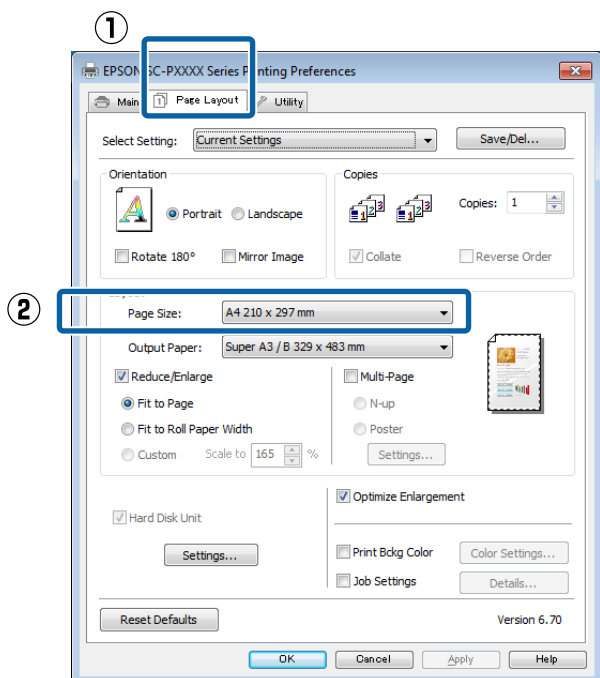 1
EPSON SC-PXXXX Series Printing Preferences
Main Page Layout Utility
Select Setting: Current Settings Save/Del...
Orientation Copies
Portrait Landscape Copies: 1
Rotate 180° Mirror Image Collate Reverse Order
2
Page Size: A4 210 x 297 mm
Output Paper: Super A3 / B 329 x 483 mm
Reduce/Enlarge Multi-Page
Fit to Page N-up
Fit to Roll Paper Width Poster
Custom Scale to 165 % Settings...
Optimize Enlargement
Hard Disk Unit
Settings... Print Bckg Color Color Settings...
Job Settings Details...
Reset Defaults Version 6.70
OK Cancel Apply Help